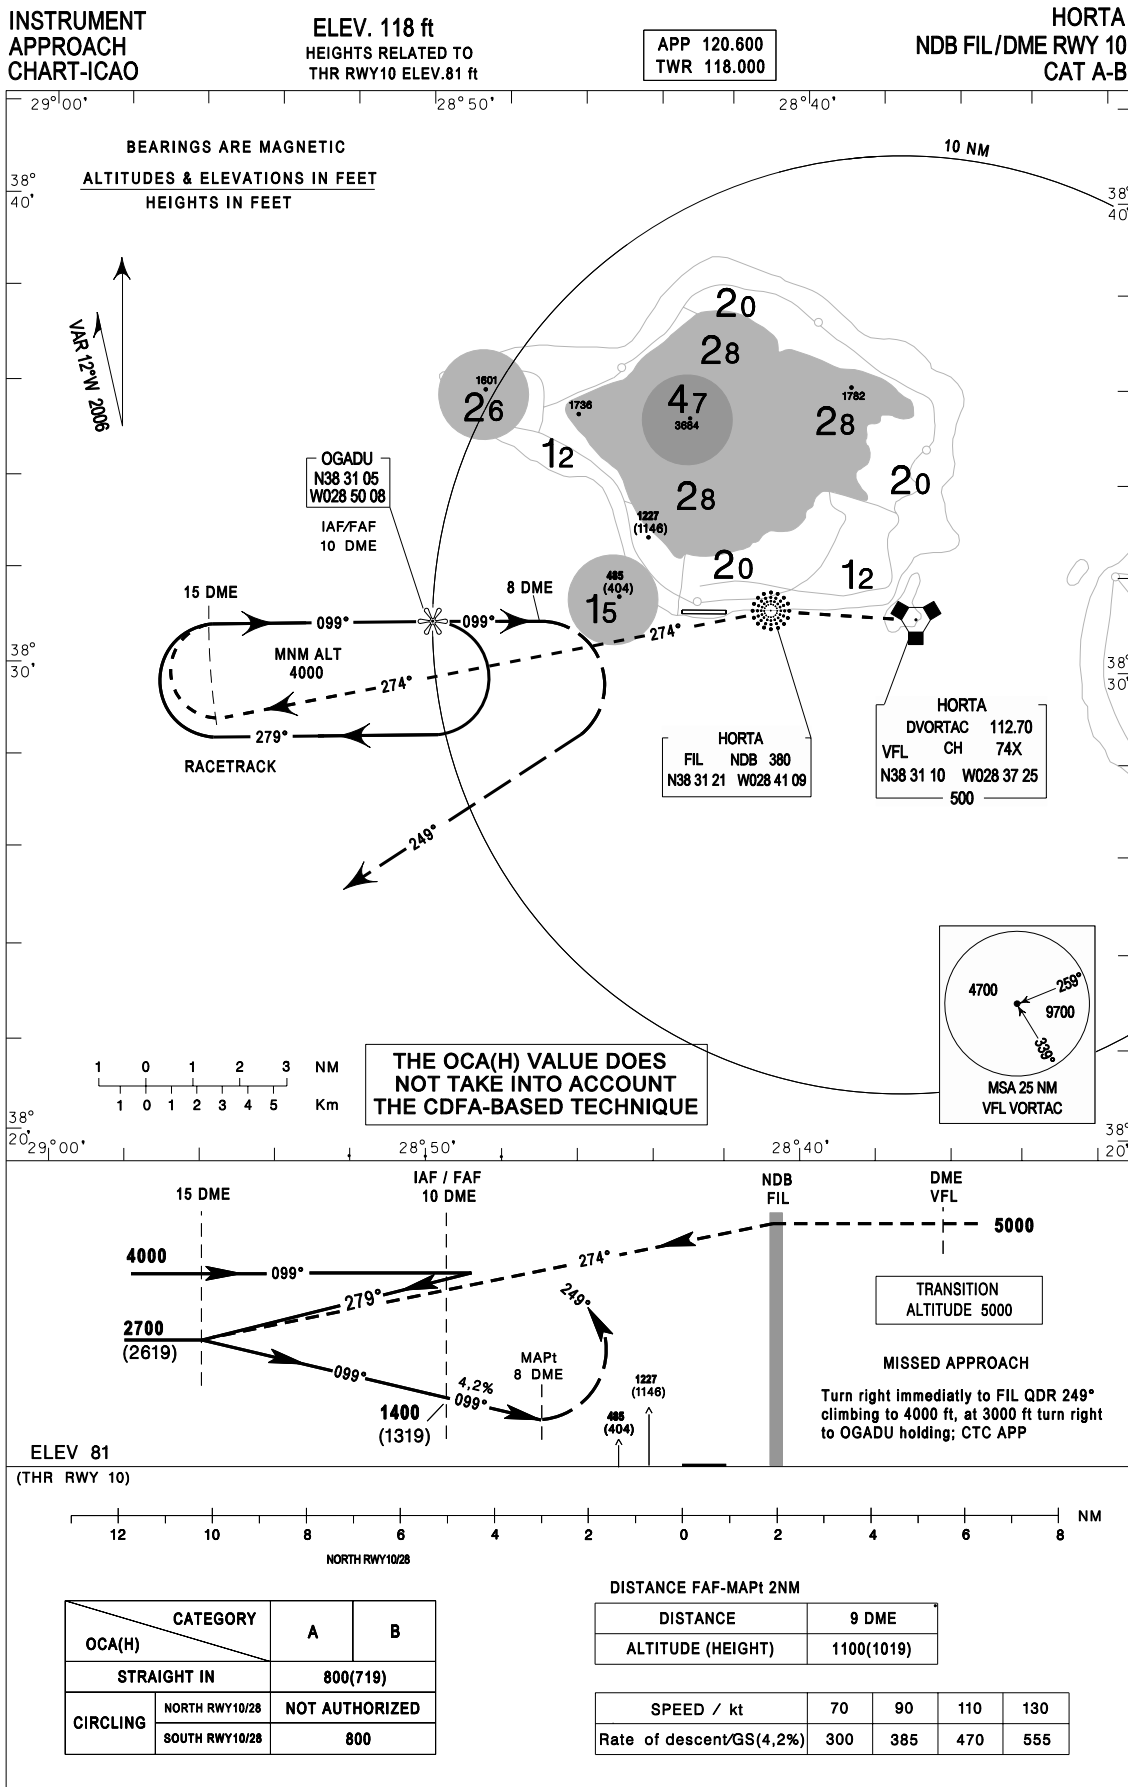 INSTRUMENT
APPROACH
CHART-ICAO
ELEV. 118 ft
HEIGHTS RELATED TO
THR RWY10 ELEV.81 ft
APP 120.600
TWR 118.000
HORTA
NDB FIL/DME RWY 10
CAT A-B
29°00'
28°50'
28°40'
10 NM
BEARINGS ARE MAGNETIC
ALTITUDES & ELEVATIONS IN FEET
HEIGHTS IN FEET
38°
40'
38°
40'
VAR 12°W 2006
20
28
1601
26
1736
47
3684
1782
28
12
20
28
OGADU
N38 31 05
W028 50 08
IAF/FAF
10 DME
1227
(1146)
20
12
485
(404)
15
15 DME
8 DME
099°
099°
274°
MNM ALT
4000
274°
279°
RACETRACK
38°
30'
38°
30'
HORTA
FIL NDB 380
N38 31 21 W028 41 09
HORTA
DVORTAC 112.70
VFL CH 74X
N38 31 10 W028 37 25
500
249°
4700
259°
9700
339°
MSA 25 NM
VFL VORTAC
1 0 1 2 3 NM
1 0 1 2 3 4 5 Km
THE OCA(H) VALUE DOES
NOT TAKE INTO ACCOUNT
THE CDFA-BASED TECHNIQUE
38°
20'
38°
20'
29°00'
28°50'
28°40'
15 DME
IAF / FAF
10 DME
NDB
FIL
DME
VFL
5000
4000
099°
274°
279°
249°
2700
(2619)
TRANSITION
ALTITUDE 5000
MAPt
8 DME
099°
4,2%
099°
1400
(1319)
1227
(1146)
485
(404)
MISSED APPROACH
Turn right immediatly to FIL QDR 249°
climbing to 4000 ft, at 3000 ft turn right
to OGADU holding; CTC APP
ELEV 81
(THR RWY 10)
12 10 8 6 4 2 0 2 4 6 8 NM
NORTH RWY10/28
DISTANCE FAF-MAPt 2NM
DISTANCE 9 DME
ALTITUDE (HEIGHT) 1100(1019)
CATEGORY A B
OCA(H)
STRAIGHT IN 800(719)
CIRCLING
NORTH RWY10/28 NOT AUTHORIZED
SOUTH RWY10/28 800
SPEED / kt 70 90 110 130
Rate of descent/GS(4,2%) 300 385 470 555